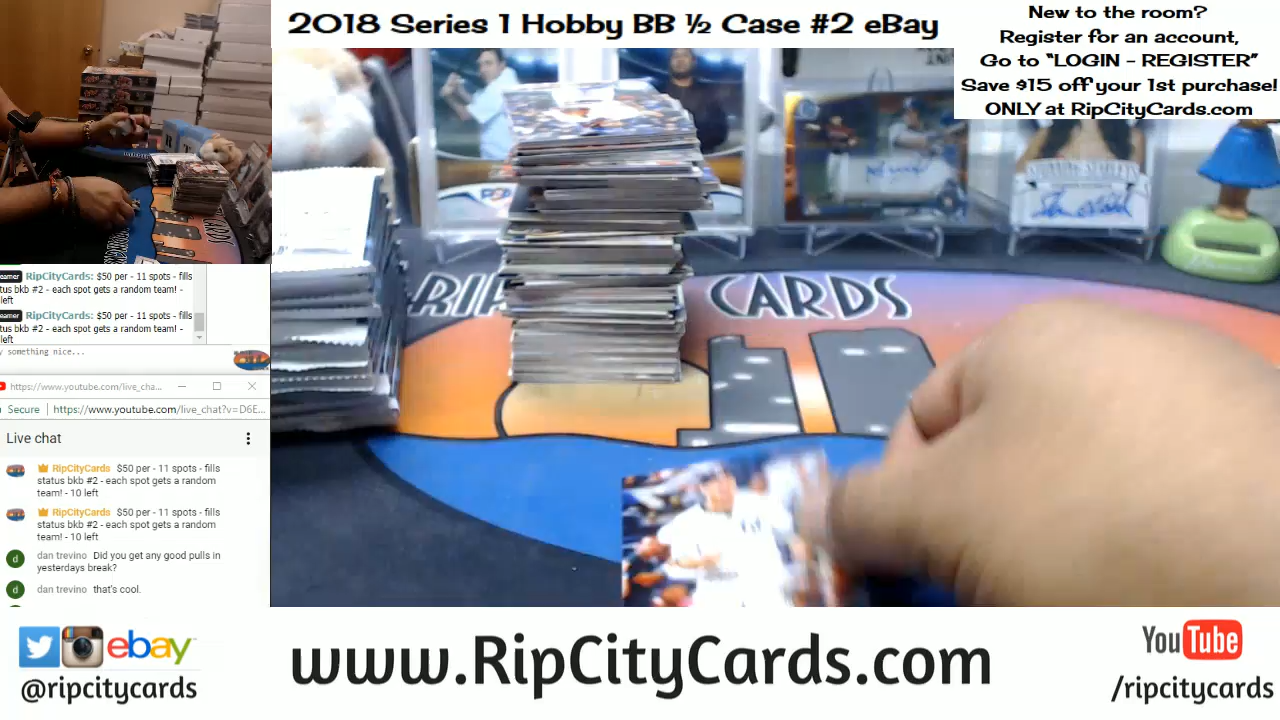 2018 Series 1 Hobby BB ½ Case #2 eBay
New to the room?
Register for an account,
Go to “LOGIN - REGISTER”
Save $15 off your 1st purchase!
ONLY at RipCityCards.com
RIP CARDS
CARDS
eamer RipCityCards: $50 per - 11 spots - fills
tatus bkb #2 - each spot gets a random team! -
left
eamer RipCityCards: $50 per - 11 spots - fills
tatus bkb #2 - each spot gets a random team! -
left
y something nice...
https://www.youtube.com/live_cha...
Secure https://www.youtube.com/live_chat?v=D6E...
Live chat
RipCityCards $50 per - 11 spots - fills
status bkb #2 - each spot gets a random
team! - 10 left
RipCityCards $50 per - 11 spots - fills
status bkb #2 - each spot gets a random
team! - 10 left
d dan trevino Did you get any good pulls in
yesterdays break?
d dan trevino that's cool.
ebay
@ripcitycards
www.RipCityCards.com
YouTube
/ripcitycards